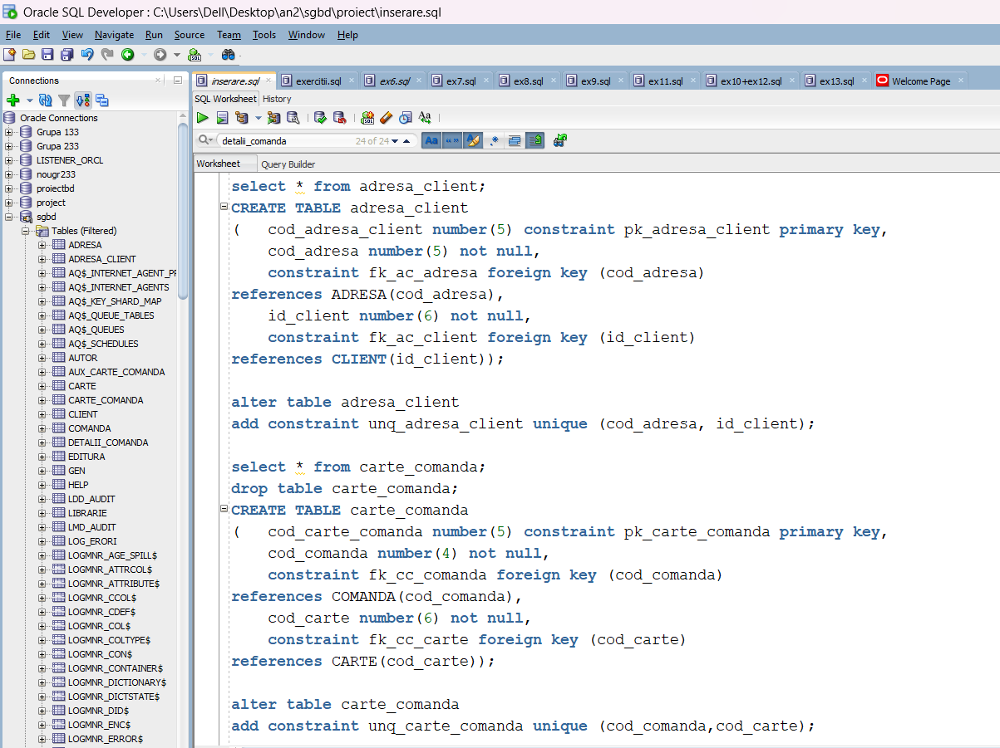 Oracle SQL Developer : C:\Users\Dell\Desktop\an2\sgbd\proiect\inserare.sql
File Edit View Navigate Run Source Team Tools Window Help
Connections
Oracle Connections
Grupa 133
Grupa 233
LISTENER_ORCL
nougr233
proiectbd
project
sgbd
Tables (Filtered)
ADRESA
ADRESA_CLIENT
AQ$_INTERNET_AGENT_PR
AQ$_INTERNET_AGENTS
AQ$_KEY_SHARD_MAP
AQ$_QUEUE_TABLES
AQ$_QUEUES
AQ$_SCHEDULES
AUTOR
AUX_CARTE_COMANDA
CARTE
CARTE_COMANDA
CLIENT
COMANDA
DETALII_COMANDA
EDITURA
GEN
HELP
LDD_AUDIT
LIBRARIE
LMD_AUDIT
LOG_ERORI
LOGMNR_AGE_SPILL$
LOGMNR_ATTRCOL$
LOGMNR_ATTRIBUTE$
LOGMNR_CCOL$
LOGMNR_CDEF$
LOGMNR_COL$
LOGMNR_COLTYPE$
LOGMNR_CON$
LOGMNR_CONTAINER$
LOGMNR_DICTIONARY$
LOGMNR_DICTSTATE$
LOGMNR_DID$
LOGMNR_ENC$
LOGMNR_ERROR$
inserare.sql exercitii.sql ex6.sql ex7.sql ex8.sql ex9.sql ex11.sql ex10+ex12.sql ex13.sql Welcome Page
SQL Worksheet History
detalii_comanda 24 of 24 Aa “ ” .*
Worksheet Query Builder
select * from adresa_client;
CREATE TABLE adresa_client
( cod_adresa_client number(5) constraint pk_adresa_client primary key,
cod_adresa number(5) not null,
constraint fk_ac_adresa foreign key (cod_adresa)
references ADRESA(cod_adresa),
id_client number(6) not null,
constraint fk_ac_client foreign key (id_client)
references CLIENT(id_client));
alter table adresa_client
add constraint unq_adresa_client unique (cod_adresa, id_client);
select * from carte_comanda;
drop table carte_comanda;
CREATE TABLE carte_comanda
( cod_carte_comanda number(5) constraint pk_carte_comanda primary key,
cod_comanda number(4) not null,
constraint fk_cc_comanda foreign key (cod_comanda)
references COMANDA(cod_comanda),
cod_carte number(6) not null,
constraint fk_cc_carte foreign key (cod_carte)
references CARTE(cod_carte));
alter table carte_comanda
add constraint unq_carte_comanda unique (cod_comanda,cod_carte);